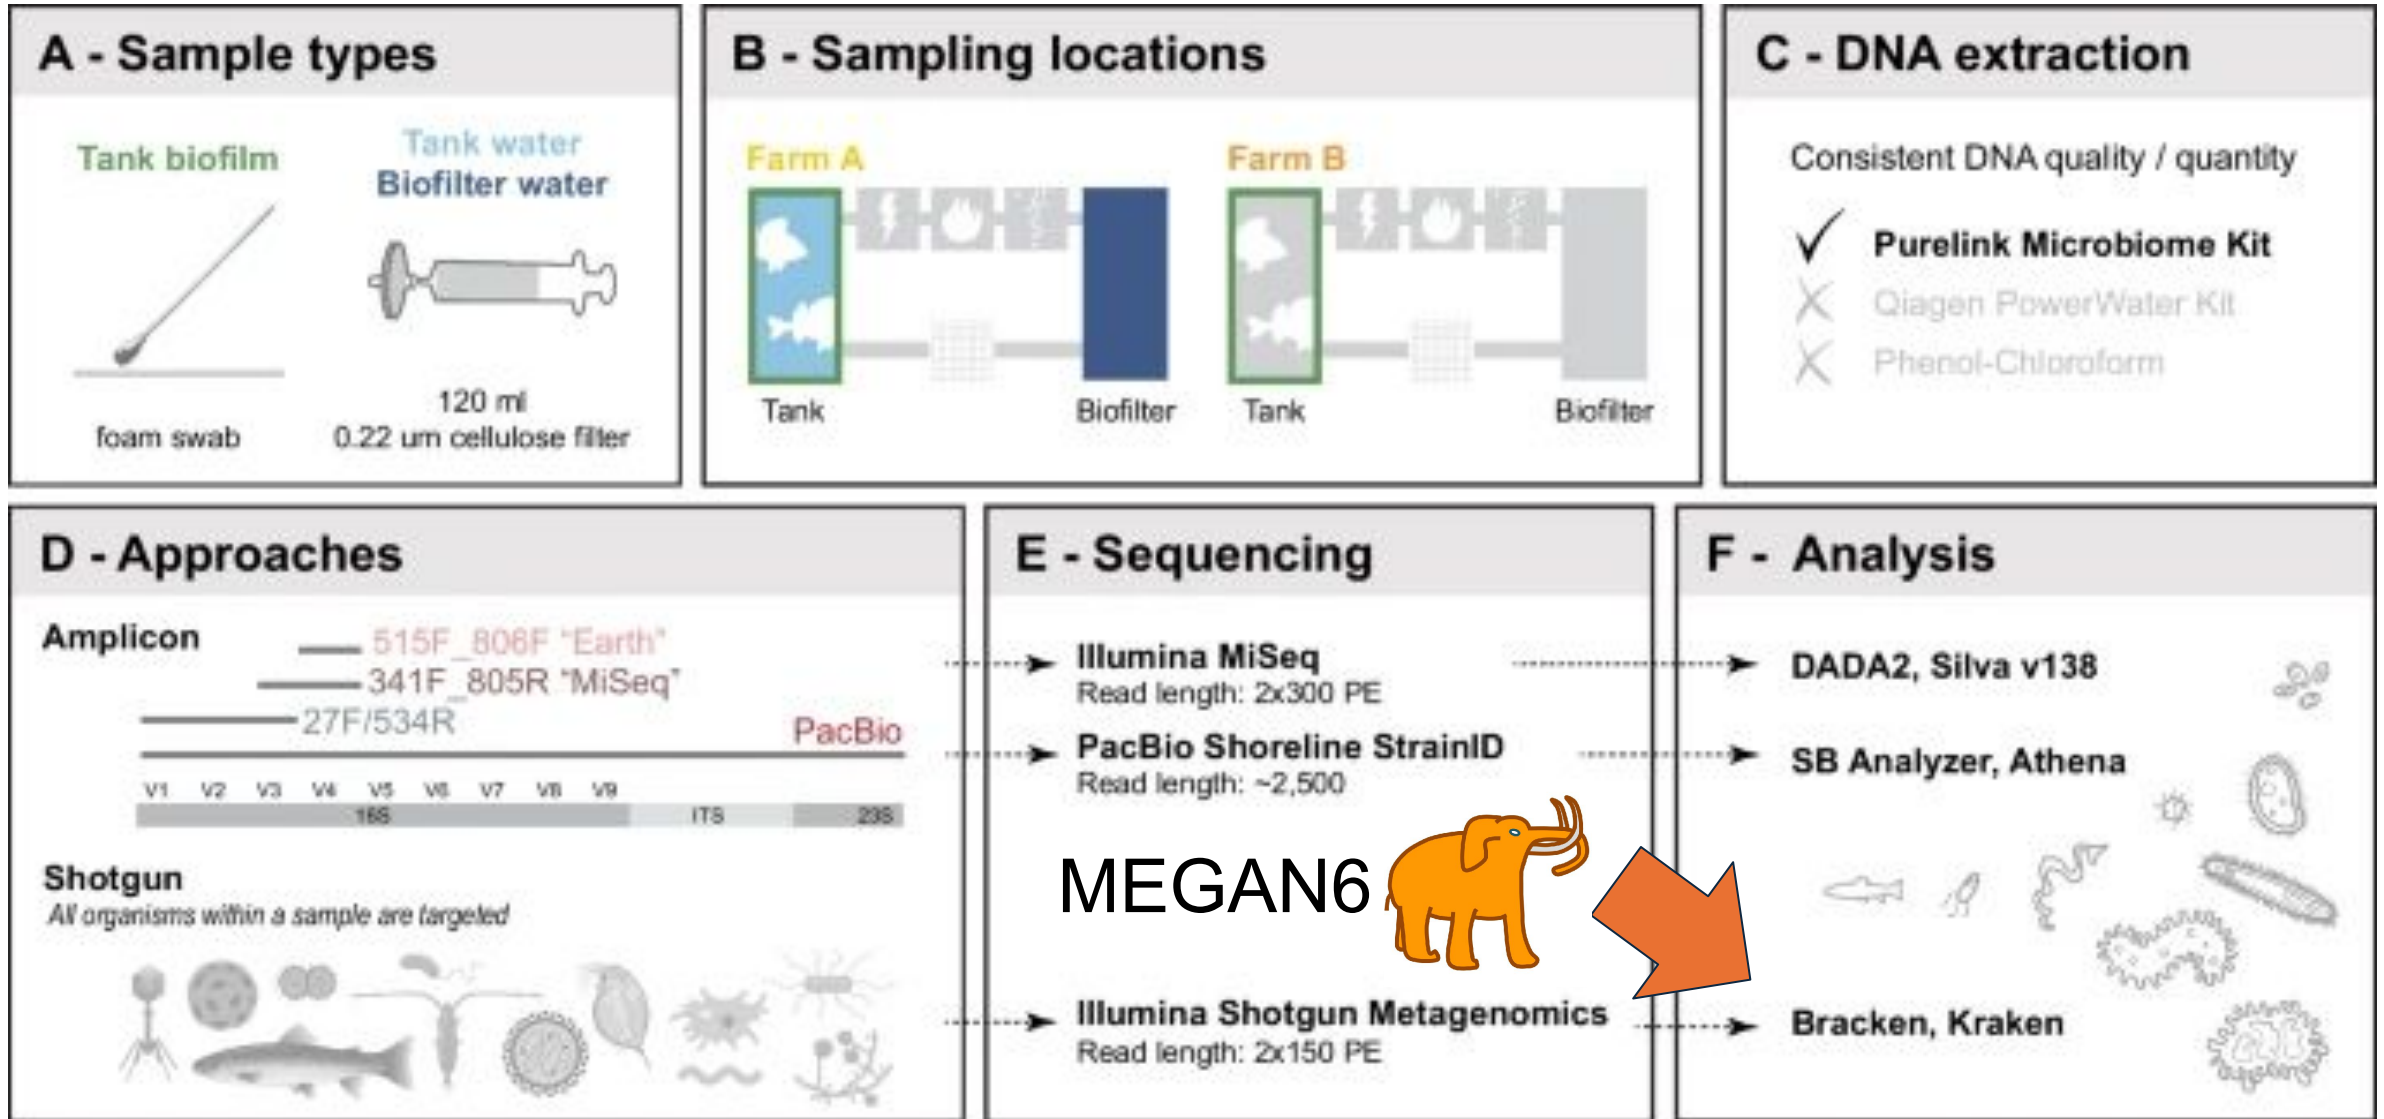 A - Sample types
Tank biofilm
Tank water
Biofilter water
foam swab
120 ml
0.22 um cellulose filter
B - Sampling locations
Farm A
Farm B
Tank
Biofilter
Tank
Biofilter
C - DNA extraction
Consistent DNA quality / quantity
Purelink Microbiome Kit
Qiagen PowerWater Kit
Phenol-Chloroform
D - Approaches
Amplicon
515F_806F “Earth”
341F_805R “MiSeq”
27F/534R
PacBio
V1 V2 V3 V4 V5 V6 V7 V8 V9
16S ITS 23S
Shotgun
All organisms within a sample are targeted
E - Sequencing
Illumina MiSeq
Read length: 2x300 PE
PacBio Shoreline StrainID
Read length: ~2,500
MEGAN6
Illumina Shotgun Metagenomics
Read length: 2x150 PE
F - Analysis
DADA2, Silva v138
SB Analyzer, Athena
Bracken, Kraken